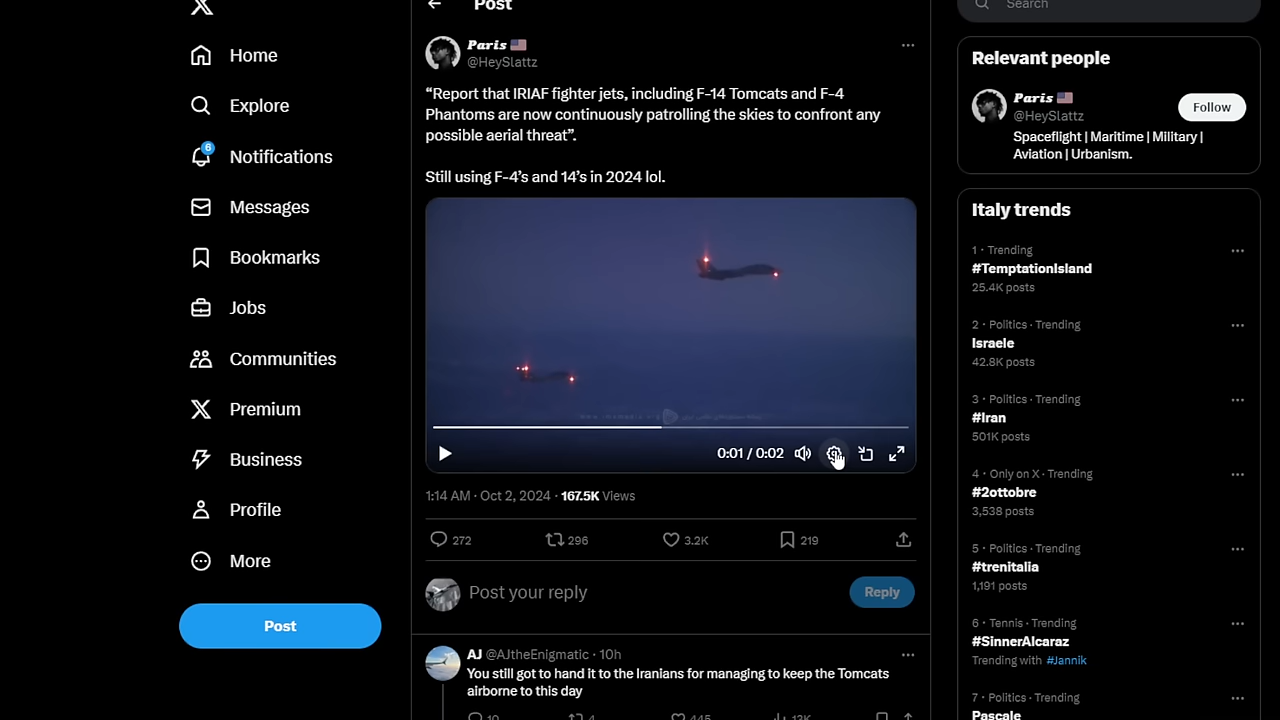 Home
Explore
6
Notifications
Messages
Bookmarks
Jobs
Communities
Premium
Business
Profile
More
Post
Post
Paris
@HeySlattz
“Report that IRIAF fighter jets, including F-14 Tomcats and F-4
Phantoms are now continuously patrolling the skies to confront any
possible aerial threat”.
Still using F-4’s and 14’s in 2024 lol.
0:01 / 0:02
1:14 AM · Oct 2, 2024 · 167.5K Views
272
296
3.2K
219
Post your reply
Reply
AJ @AJtheEnigmatic · 10h
You still got to hand it to the Iranians for managing to keep the Tomcats
airborne to this day
10
4
445
13K
Search
Relevant people
Paris
@HeySlattz
Follow
Spaceflight | Maritime | Military |
Aviation | Urbanism.
Italy trends
1 · Trending
#TemptationIsland
25.4K posts
2 · Politics · Trending
Israele
42.8K posts
3 · Politics · Trending
#Iran
501K posts
4 · Only on X · Trending
#2ottobre
3,538 posts
5 · Politics · Trending
#trenitalia
1,191 posts
6 · Tennis · Trending
#SinnerAlcaraz
Trending with #Jannik
7 · Politics · Trending
Pascale